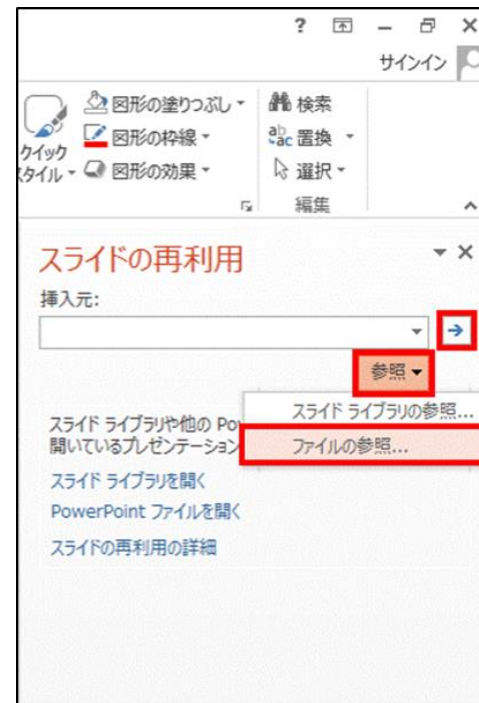 ?
サインイン
図形の塗りつぶし
図形の枠線
図形の効果
クイック
スタイル
検索
置換
選択
編集
スライドの再利用
挿入元:
参照
スライド ライブラリの参照...
ファイルの参照...
スライド ライブラリや他の Po
開いているプレゼンテーション
スライド ライブラリを開く
PowerPoint ファイルを開く
スライドの再利用の詳細